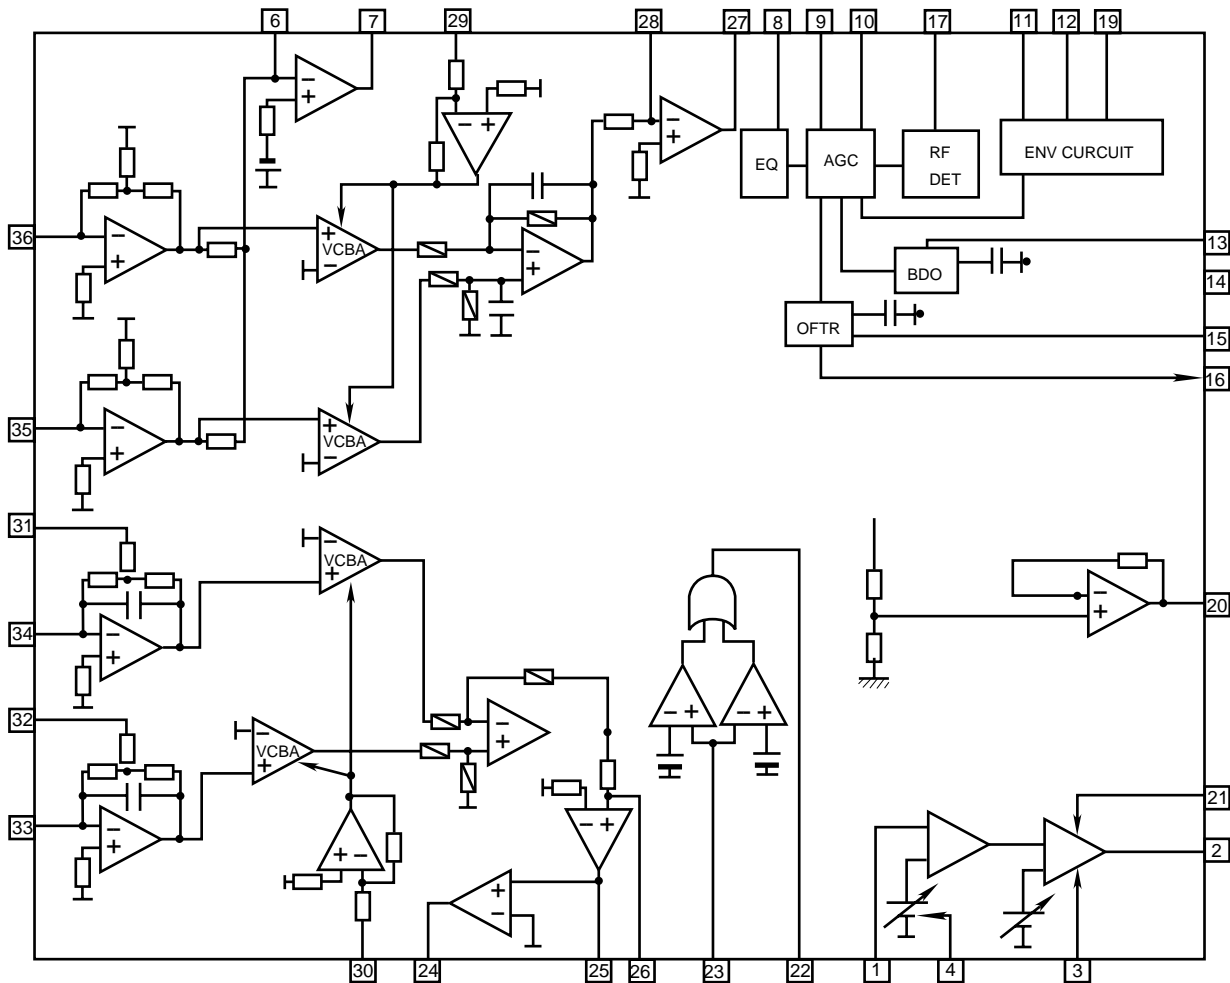 6 7 29 28 27 8 9 10 17 11 12 19
− +
− +
− +
EQ
AGC
RF
DET
ENV CURCUIT
36
− +
+
VCBA
−
− +
13
BDO
14
OFTR
15
16
35
− +
+
VCBA
−
31
−
VCBA
+
34
− +
− +
20
32
− + − +
− +
−
VCBA
+
33
− +
+ −
− +
21
2
+
−
30 24 25 26 23 22 1 4 3